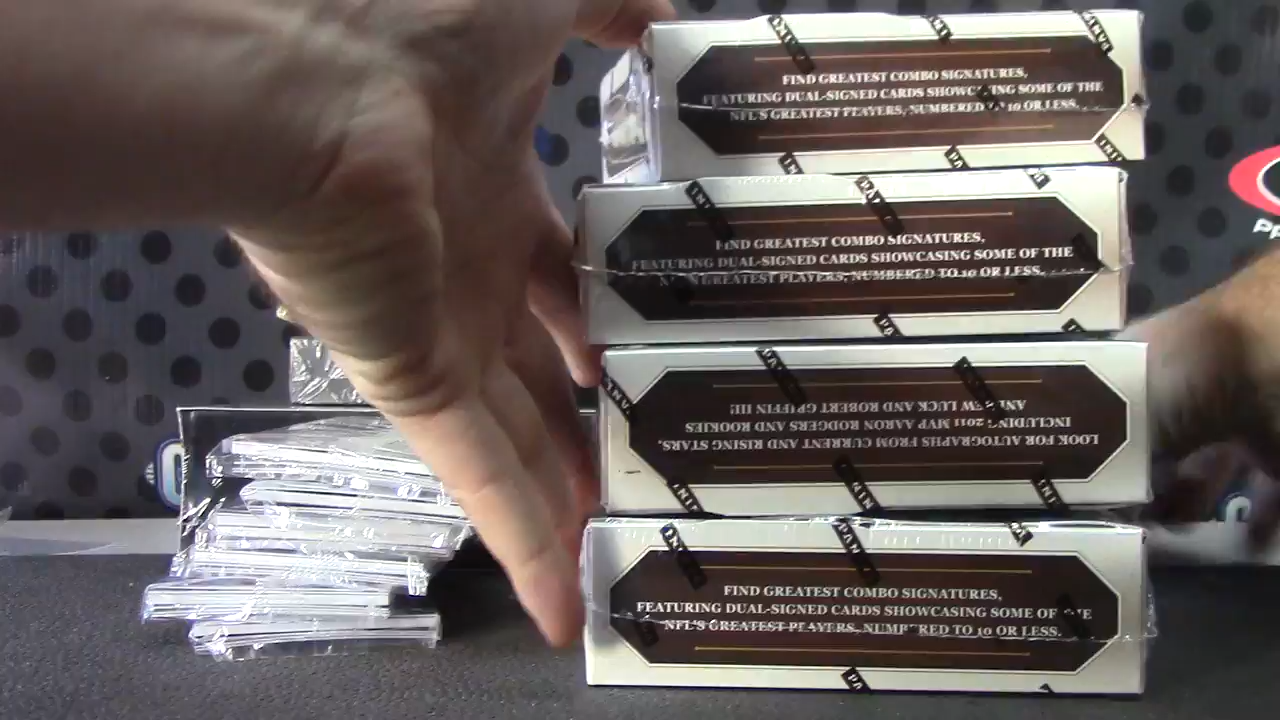 FIND GREATEST COMBO SIGNATURES,
FEATURING DUAL-SIGNED CARDS SHOWCASING SOME OF THE
NFL'S GREATEST PLAYERS, NUMBERED TO 10 OR LESS.
FIND GREATEST COMBO SIGNATURES,
FEATURING DUAL-SIGNED CARDS SHOWCASING SOME OF THE
GREATEST PLAYERS, NUMBERED TO 10 OR LESS.
LOOK FOR AUTOGRAPHS FROM CURRENT AND RISING STARS,
INCLUDING 2011 MVP AARON RODGERS AND ROOKIES
ANDREW LUCK AND ROBERT GRIFFIN III!
FIND GREATEST COMBO SIGNATURES,
FEATURING DUAL-SIGNED CARDS SHOWCASING SOME OF THE
NFL'S GREATEST PLAYERS, NUMBERED TO 10 OR LESS.